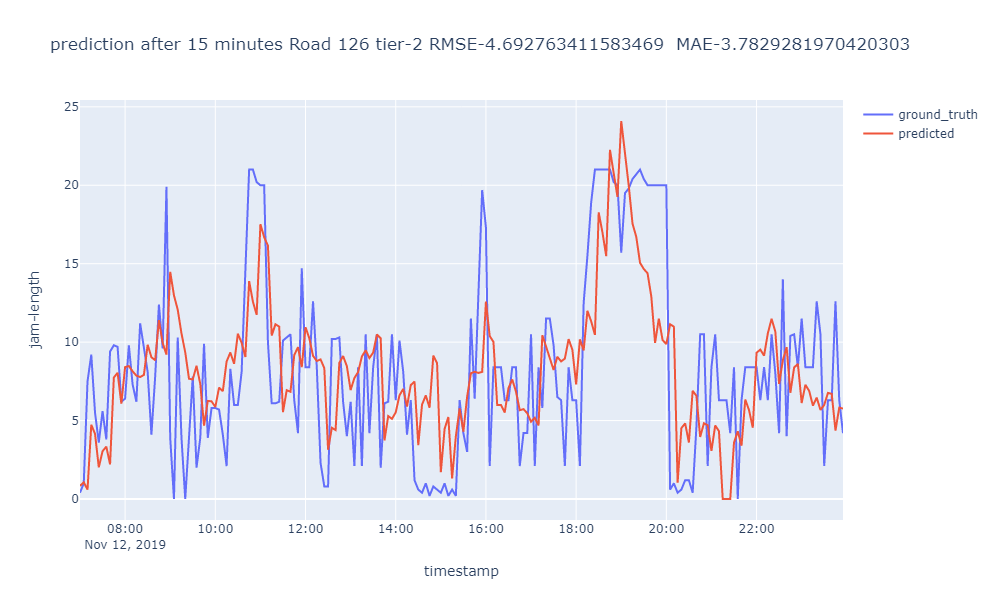 prediction after 15 minutes Road 126 tier-2 RMSE-4.692763411583469  MAE-3.7829281970420303
ground_truth
predicted
25
20
15
10
5
0
jam-length
08:00 10:00 12:00 14:00 16:00 18:00 20:00 22:00
Nov 12, 2019
timestamp